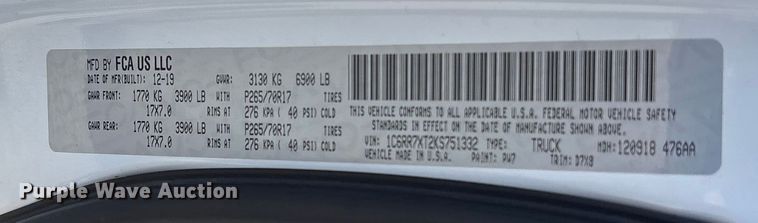 MFD BY FCA US LLC
DATE OF MFR(BUILT): 12-19 GVWR: 3130 KG 6900 LB
GAWR FRONT: 1770 KG 3900 LB WITH P265/70R17 TIRES
17X7.0 RIMS AT 276 KPA ( 40 PSI) COLD
GAWR REAR: 1770 KG 3900 LB WITH P265/70R17 TIRES
17X7.0 RIMS AT 276 KPA ( 40 PSI) COLD
THIS VEHICLE CONFORMS TO ALL APPLICABLE U.S.A. FEDERAL MOTOR VEHICLE SAFETY
STANDARDS IN EFFECT ON THE DATE OF MANUFACTURE SHOWN ABOVE.
VIN: 1C6RR7XT2KS751332 TYPE: TRUCK MDH: 120918 476AA
VEHICLE MADE IN U.S.A. PAINT: PW7 TRIM: D7X8
Purple Wave Auction